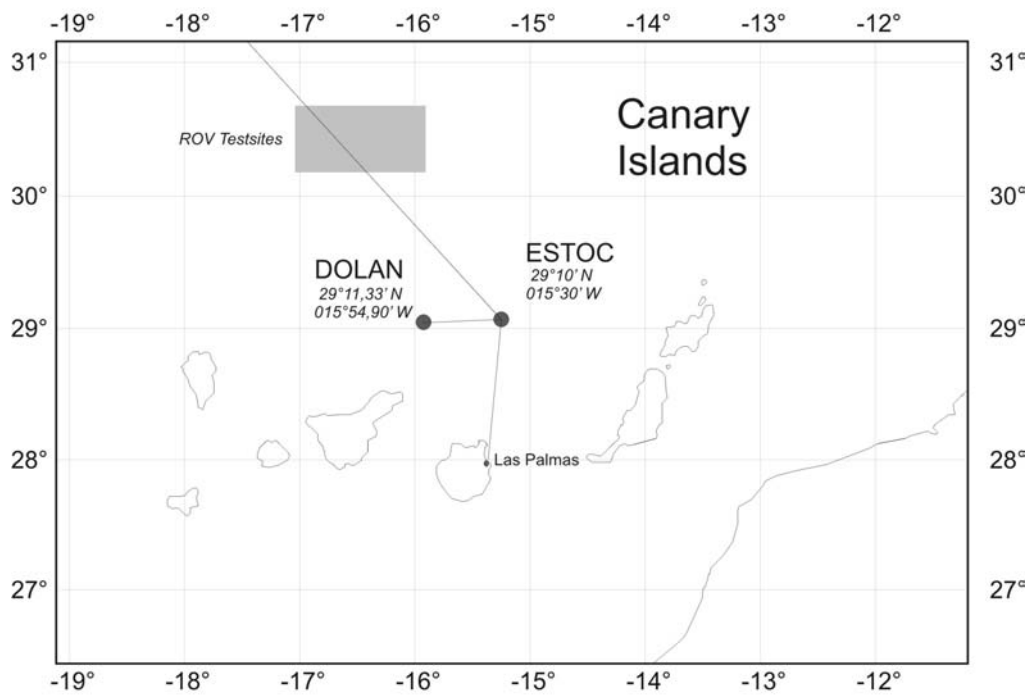 -19° -18° -17° -16° -15° -14° -13° -12°
31° 31°
Canary
Islands
ROV Testsites
30° 30°
ESTOC
29°10’ N
015°30’ W
DOLAN
29°11,33’ N
015°54,90’ W
29° 29°
28° Las Palmas 28°
27° 27°
-19° -18° -17° -16° -15° -14° -13° -12°